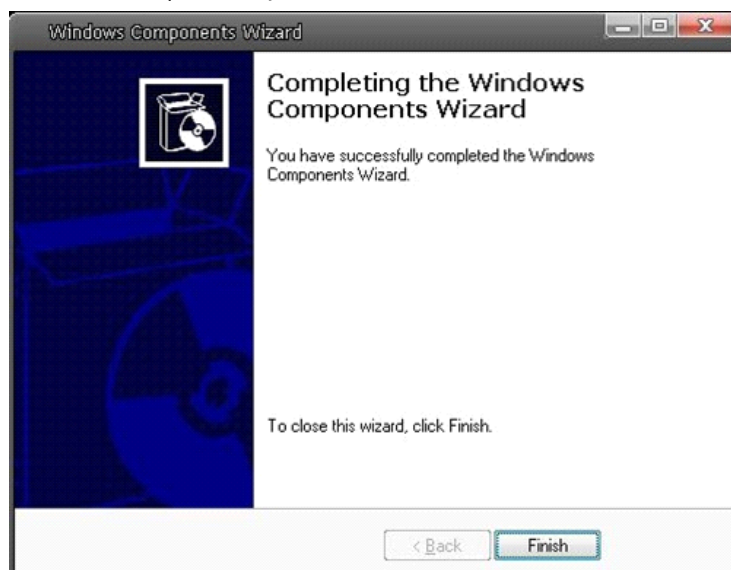 Windows Components Wizard
Completing the Windows
Components Wizard
You have successfully completed the Windows
Components Wizard.
To close this wizard, click Finish.
< Back
Finish